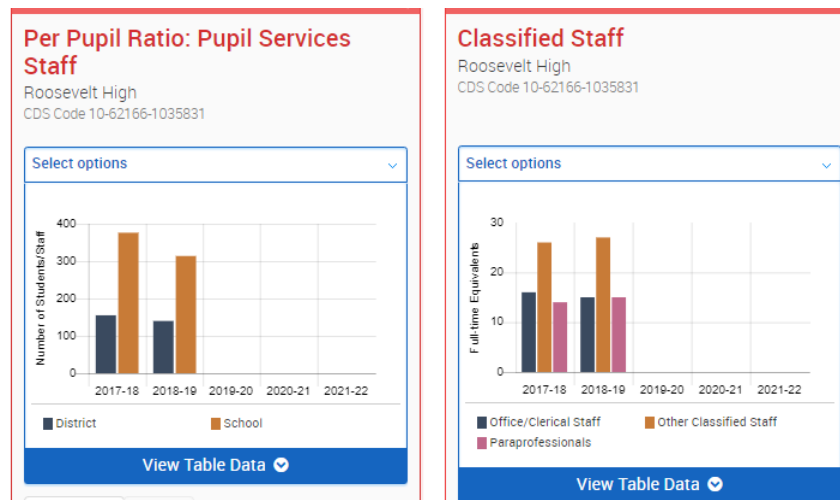 Per Pupil Ratio: Pupil Services
Staff
Roosevelt High
CDS Code 10-62166-1035831
Select options
Number of Students/Staff
400
300
200
100
0
2017-18 2018-19 2019-20 2020-21 2021-22
District School
View Table Data
Classified Staff
Roosevelt High
CDS Code 10-62166-1035831
Select options
Full-time Equivalents
30
20
10
0
2017-18 2018-19 2019-20 2020-21 2021-22
Office/Clerical Staff Other Classified Staff
Paraprofessionals
View Table Data